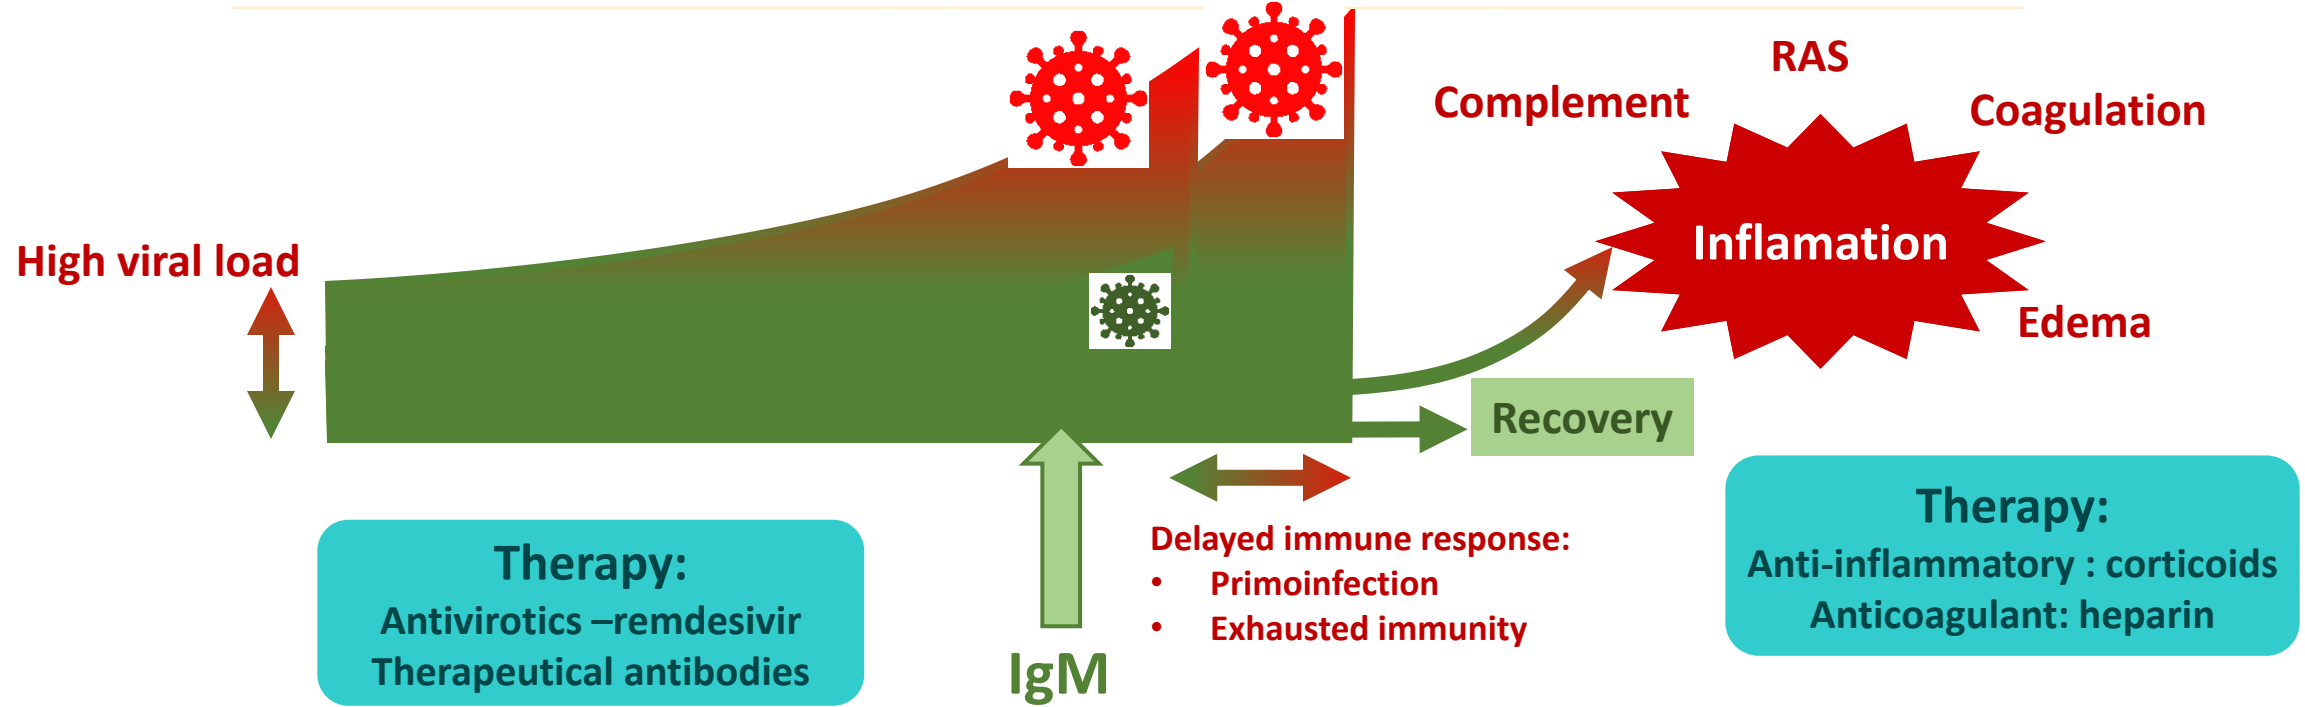 RAS
Complement
Coagulation
High viral load
Inflamation
Edema
Recovery
Therapy:
Antivirotics –remdesivir
Therapeutical antibodies
IgM
Delayed immune response:
• Primoinfection
• Exhausted immunity
Therapy:
Anti-inflammatory : corticoids
Anticoagulant: heparin